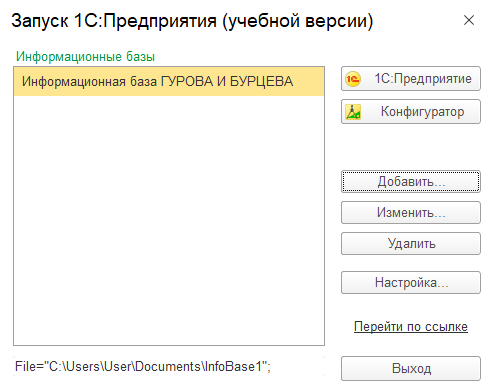 Запуск 1С:Предприятия (учебной версии)
Информационные базы
Информационная база ГУРОВА И БУРЦЕВА
1С:Предприятие
Конфигуратор
Добавить...
Изменить...
Удалить
Настройка...
Перейти по ссылке
File="C:\Users\User\Documents\InfoBase1";
Выход